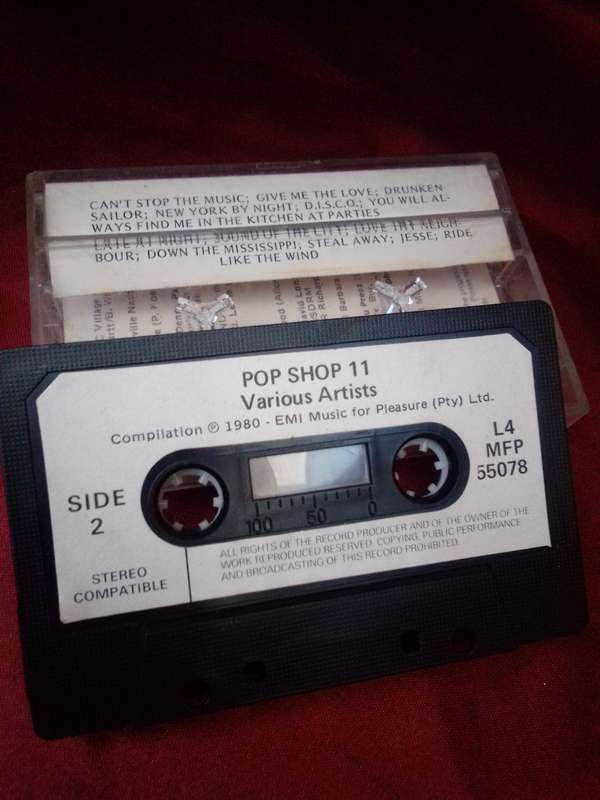 CAN'T STOP THE MUSIC; GIVE ME THE LOVE; DRUNKEN
SAILOR; NEW YORK BY NIGHT; D.I.S.C.O.; YOU WILL AL-
WAYS FIND ME IN THE KITCHEN AT PARTIES
LATE AT NIGHT; SOUND OF THE CITY; LOVE THY NEIGH-
BOUR; DOWN THE MISSISSIPPI; STEAL AWAY; JESSE; RIDE
LIKE THE WIND
POP SHOP 11
Various Artists
Compilation ℗ 1980 - EMI Music for Pleasure (Pty) Ltd.
L4
MFP
55078
SIDE
2
100 50 0
STEREO
COMPATIBLE
ALL RIGHTS OF THE RECORD PRODUCER AND OF THE OWNER OF THE
WORK REPRODUCED RESERVED. COPYING, PUBLIC PERFORMANCE
AND BROADCASTING OF THIS RECORD PROHIBITED.